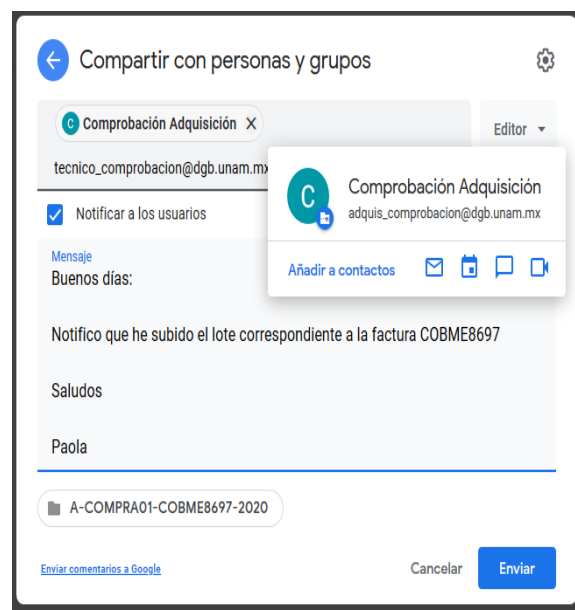 Compartir con personas y grupos
C Comprobación Adquisición X
Editor
tecnico_comprobacion@dgb.unam.mx
C
Comprobación Adquisición
adquis_comprobacion@dgb.unam.mx
Notificar a los usuarios
Añadir a contactos
Mensaje
Buenos días:
Notifico que he subido el lote correspondiente a la factura COBME8697
Saludos
Paola
A-COMPRA01-COBME8697-2020
Enviar comentarios a Google
Cancelar
Enviar